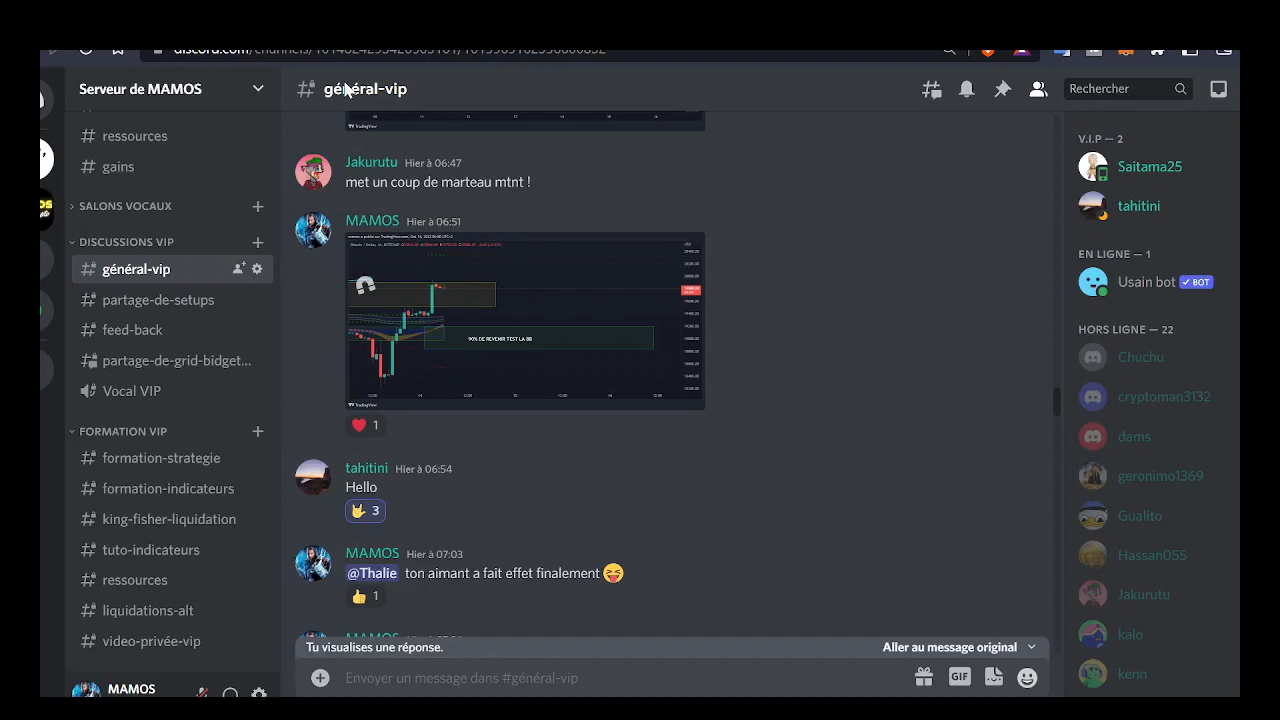 Serveur de MAMOS
général-vip
Rechercher
ressources
gains
SALONS VOCAUX
DISCUSSIONS VIP
général-vip
partage-de-setups
feed-back
partage-de-grid-bidget...
Vocal VIP
FORMATION VIP
formation-strategie
formation-indicateurs
king-fisher-liquidation
tuto-indicateurs
ressources
liquidations-alt
video-privée-vip
MAMOS
TradingView
Jakurutu Hier à 06:47
met un coup de marteau mtnt !
MAMOS Hier à 06:51
90% DE REVENIR TEST LA BB
TradingView
1
tahitini Hier à 06:54
Hello
3
MAMOS Hier à 07:03
@Thalie ton aimant a fait effet finalement
1
Tu visualises une réponse.
Aller au message original
Envoyer un message dans #général-vip
GIF
V.I.P — 2
Saitama25
tahitini
EN LIGNE — 1
Usain bot BOT
HORS LIGNE — 22
Chuchu
cryptoman3132
dams
geronimo1369
Gualito
Hassan055
Jakurutu
kalo
kenn